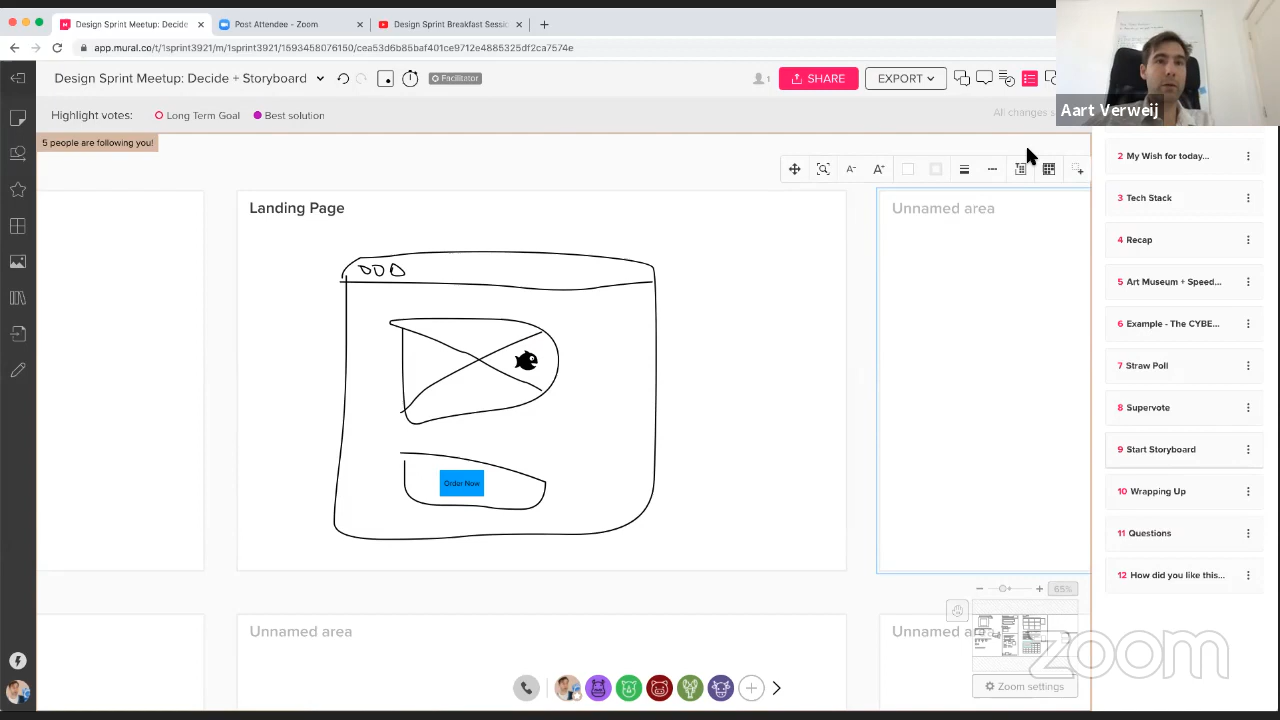 Design Sprint Meetup: Decide
Post Attendee - Zoom
Design Sprint Breakfast Sessi
app.mural.co/t/1sprint3921/m/1sprint3921/1593458076150/cea53d6b85baf401ce9712e4885325df2ca7574e
Design Sprint Meetup: Decide + Storyboard
Facilitator
1
SHARE
EXPORT
Aart Verweij
Highlight votes:
Long Term Goal
Best solution
All changes
5 people are following you!
A-
A+
Landing Page
Unnamed area
Order Now
2 My Wish for today...
3 Tech Stack
4 Recap
5 Art Museum + Speed...
6 Example - The CYBE...
7 Straw Poll
8 Supervote
9 Start Storyboard
10 Wrapping Up
11 Questions
12 How did you like this...
65%
Unnamed area
Unnamed area
zoom
Zoom settings